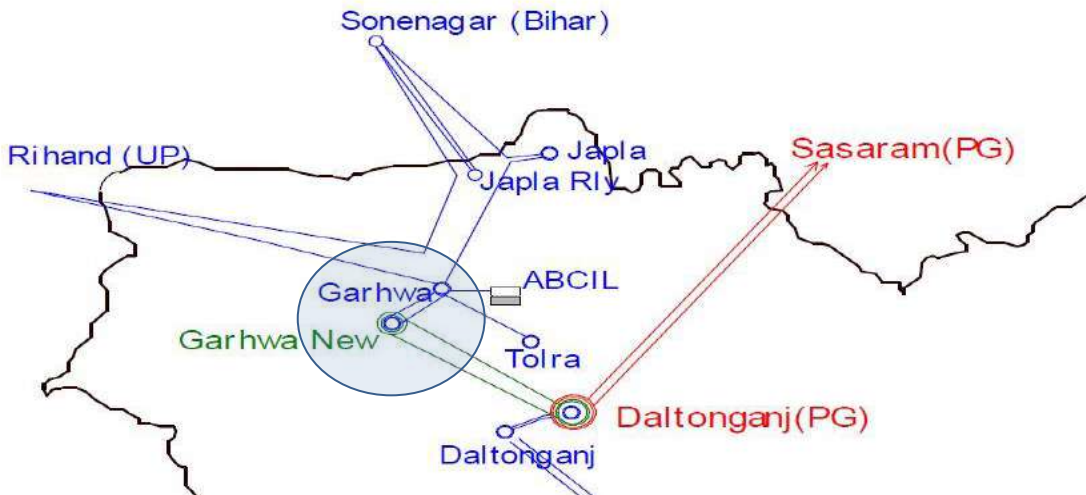 Sonenagar (Bihar)
Rihand (UP)
Japla
Sasaram(PG)
Japla Rly
Garhwa
ABCIL
Garhwa New
Tolra
Daltonganj(PG)
Daltonganj